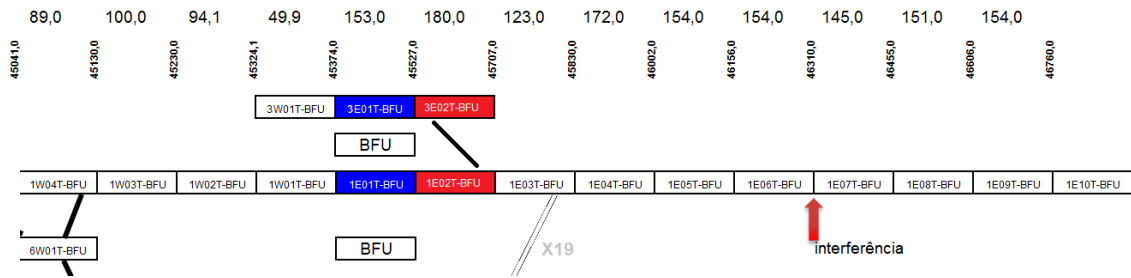 89,0 100,0 94,1 49,9 153,0 180,0 123,0 172,0 154,0 154,0 145,0 151,0 154,0
45041,0 45130,0 45230,0 45324,1 45374,0 45527,0 45707,0 45830,0 46002,0 46156,0 46310,0 46455,0 46606,0 46760,0
3W01T-BFU 3E01T-BFU 3E02T-BFU
BFU
1W04T-BFU 1W03T-BFU 1W02T-BFU 1W01T-BFU 1E01T-BFU 1E02T-BFU 1E03T-BFU 1E04T-BFU 1E05T-BFU 1E06T-BFU 1E07T-BFU 1E08T-BFU 1E09T-BFU 1E10T-BFU
6W01T-BFU BFU X19 interferência